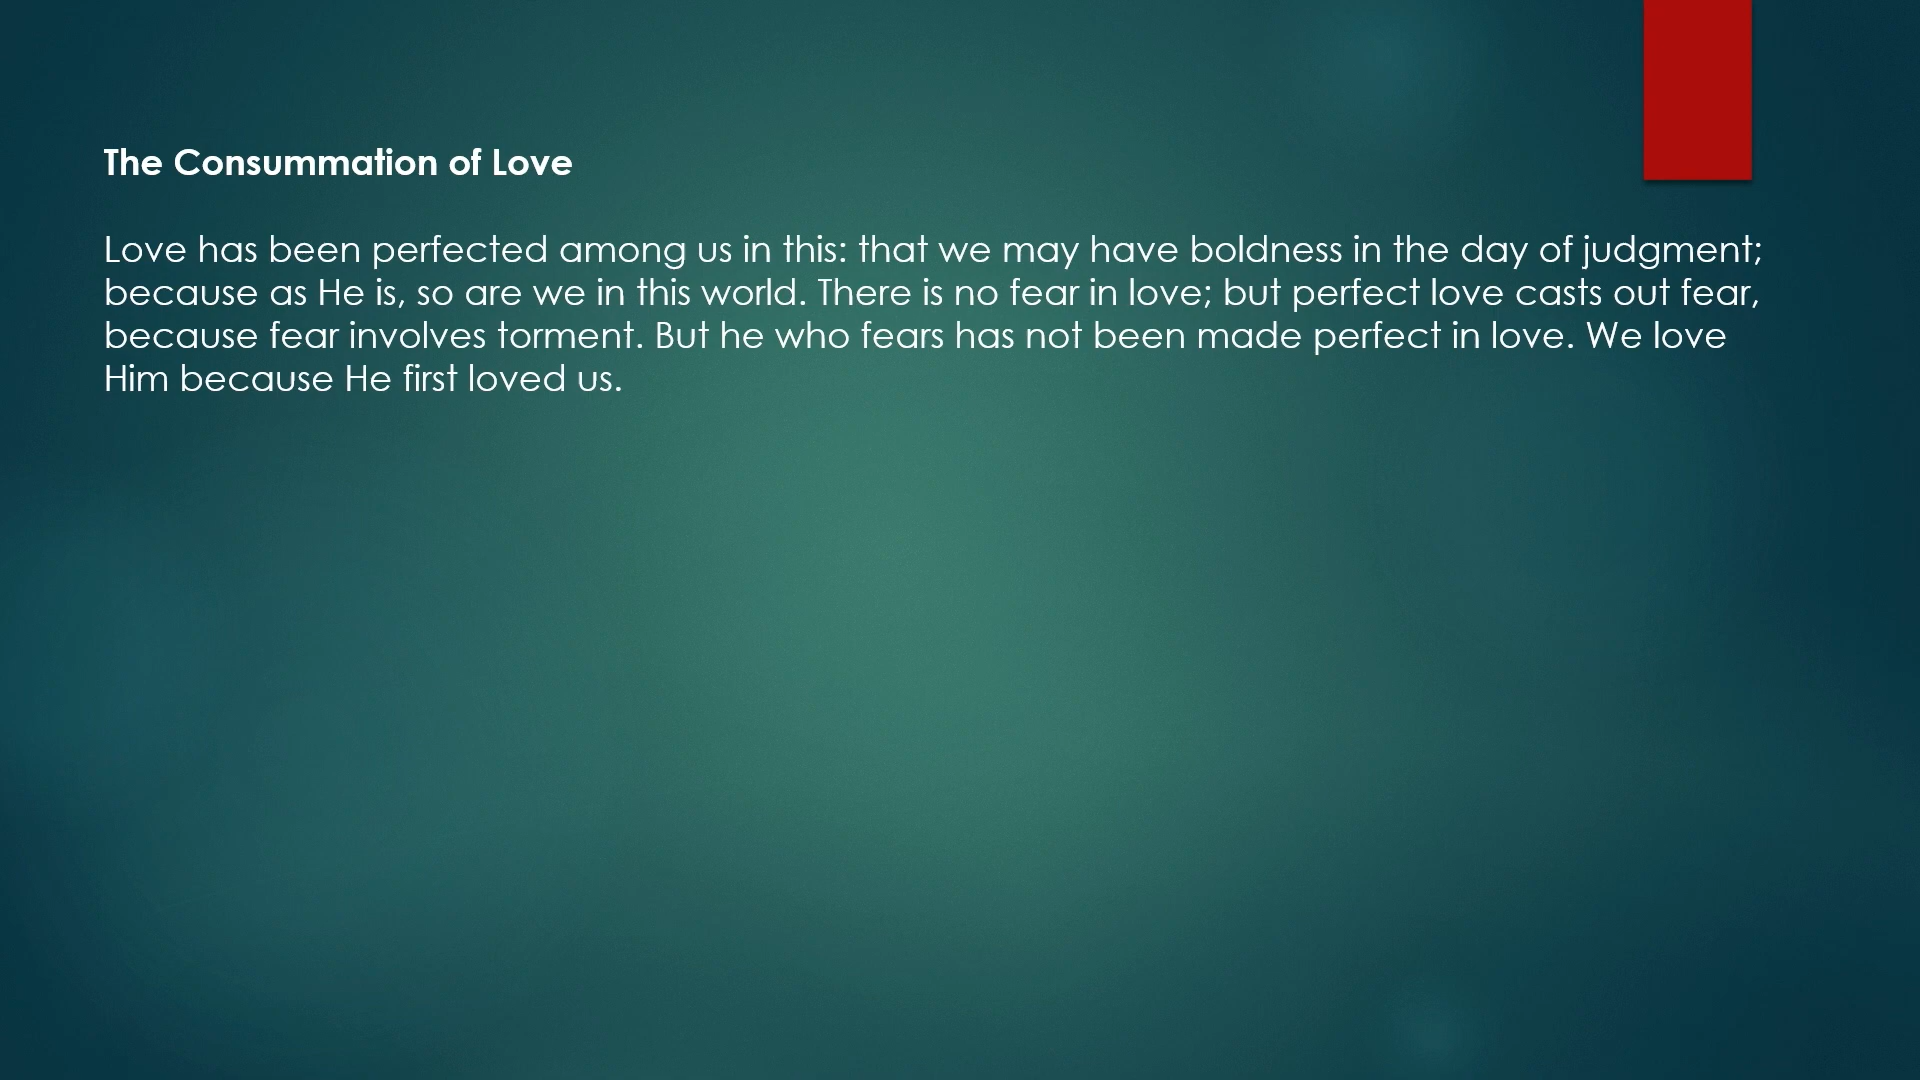 The Consummation of Love
Love has been perfected among us in this: that we may have boldness in the day of judgment;
because as He is, so are we in this world. There is no fear in love; but perfect love casts out fear,
because fear involves torment. But he who fears has not been made perfect in love. We love
Him because He first loved us.